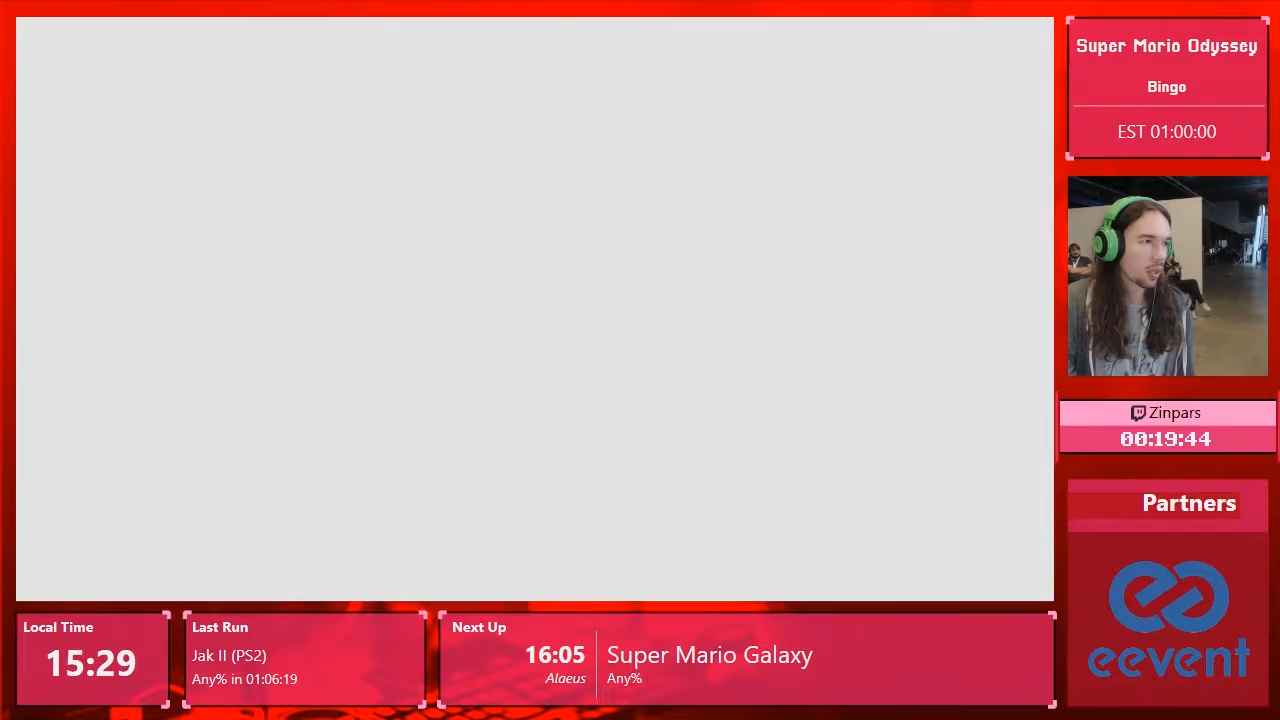 Super Mario Odyssey
Bingo
EST 01:00:00
Zinpars
00:19:44
Partners
eevent
Local Time
15:29
Last Run
Jak II (PS2)
Any% in 01:06:19
Next Up
16:05
Alaeus
Super Mario Galaxy
Any%